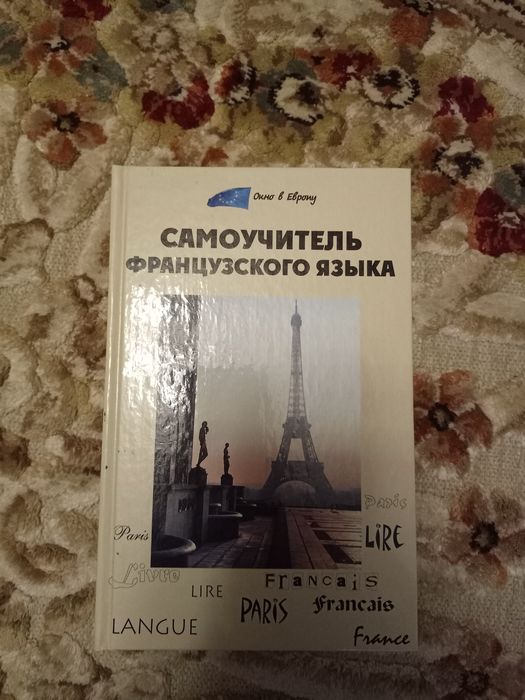 Окно в Европу
САМОУЧИТЕЛЬ
ФРАНЦУЗСКОГО ЯЗЫКА
Paris
Paris
LIRE
Livre
LIRE
Francais
PARIS
Francais
LANGUE
France